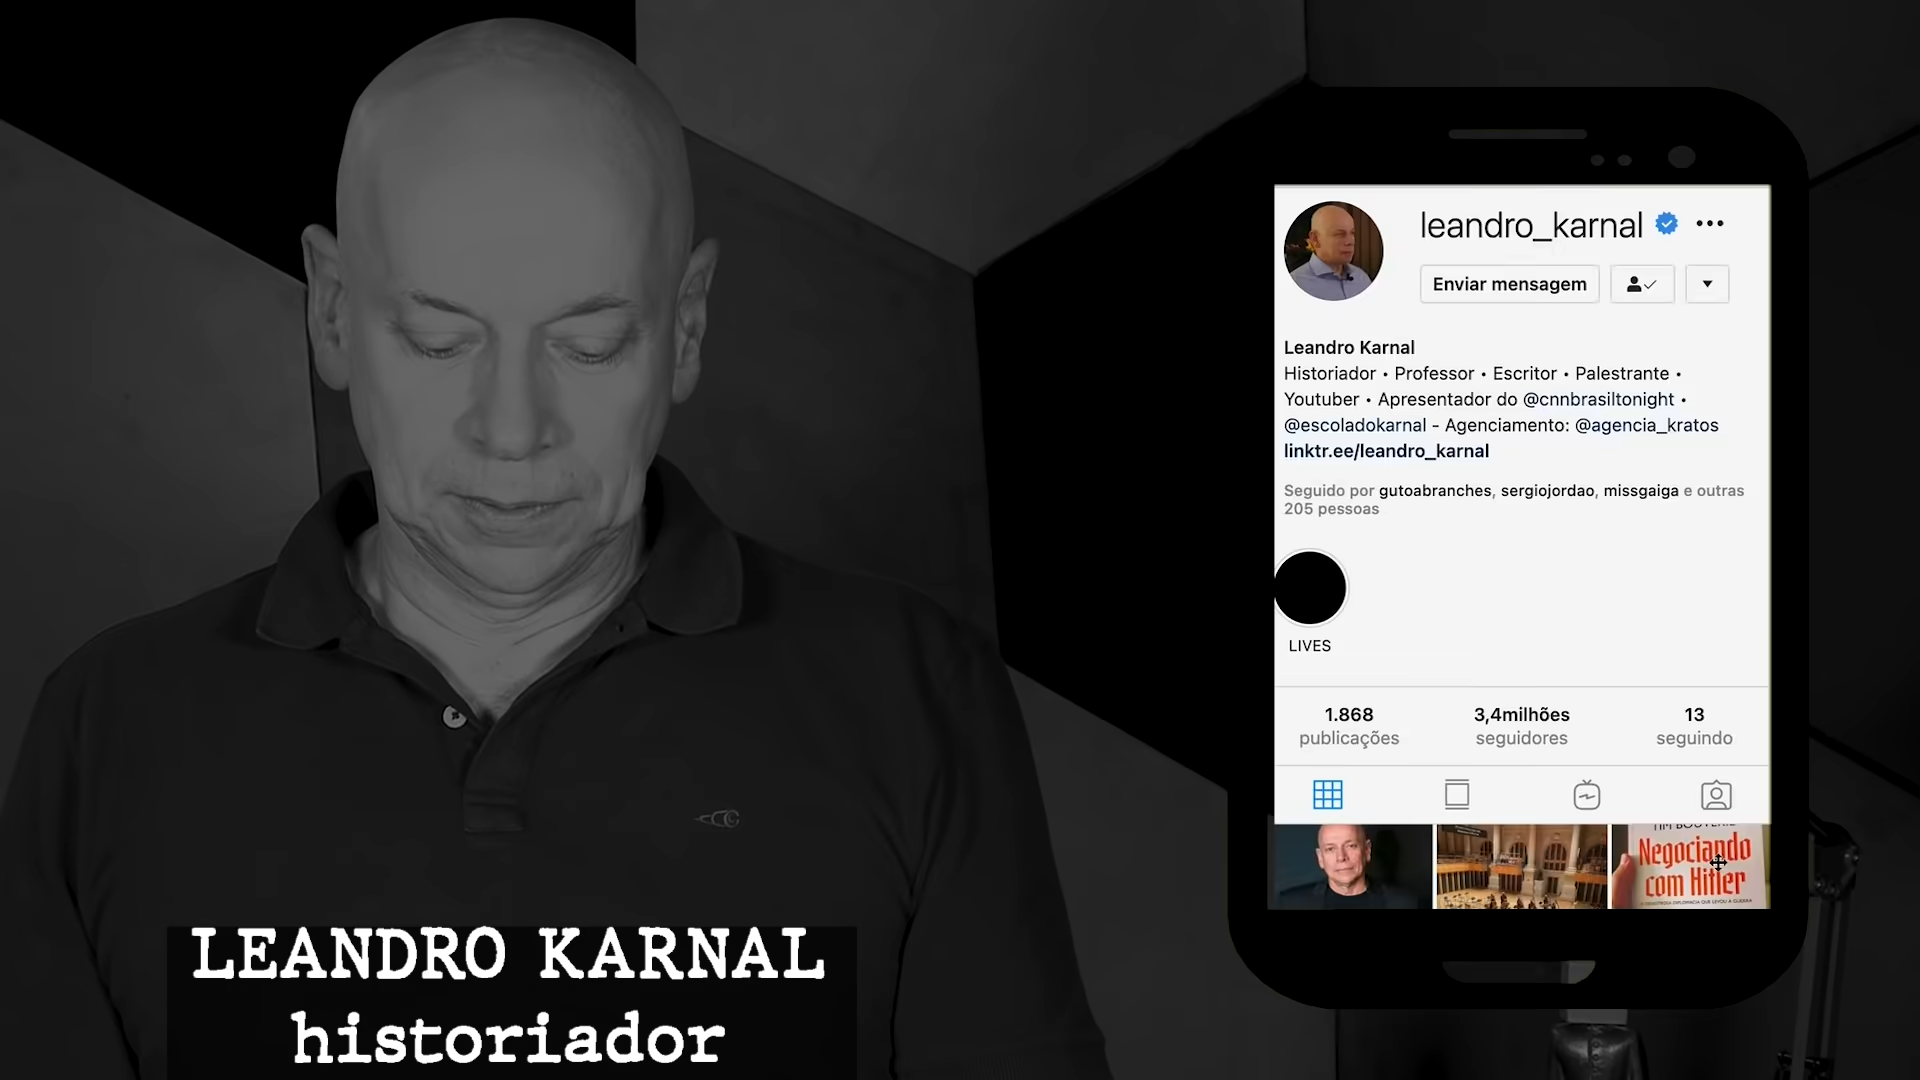 LEANDRO KARNAL
historiador
leandro_karnal
Enviar mensagem
Leandro Karnal
Historiador • Professor • Escritor • Palestrante •
Youtuber • Apresentador do @cnnbrasiltonight •
@escoladokarnal - Agenciamento: @agencia_kratos
linktr.ee/leandro_karnal
Seguido por gutoabranches, sergiojordao, missgaiga e outras
205 pessoas
LIVES
1.868 3,4milhões 13
publicações seguidores seguindo
Negociando
com Hitler